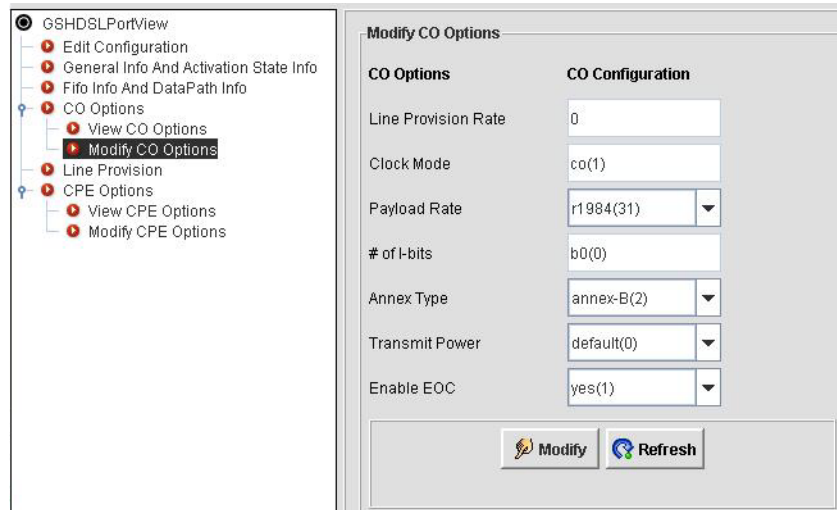 GSHDSLPortView
Edit Configuration
General Info And Activation State Info
Fifo Info And DataPath Info
CO Options
View CO Options
Modify CO Options
Line Provision
CPE Options
View CPE Options
Modify CPE Options
Modify CO Options
CO Options CO Configuration
Line Provision Rate 0
Clock Mode co(1)
Payload Rate r1984(31)
# of I-bits b0(0)
Annex Type annex-B(2)
Transmit Power default(0)
Enable EOC yes(1)
Modify Refresh